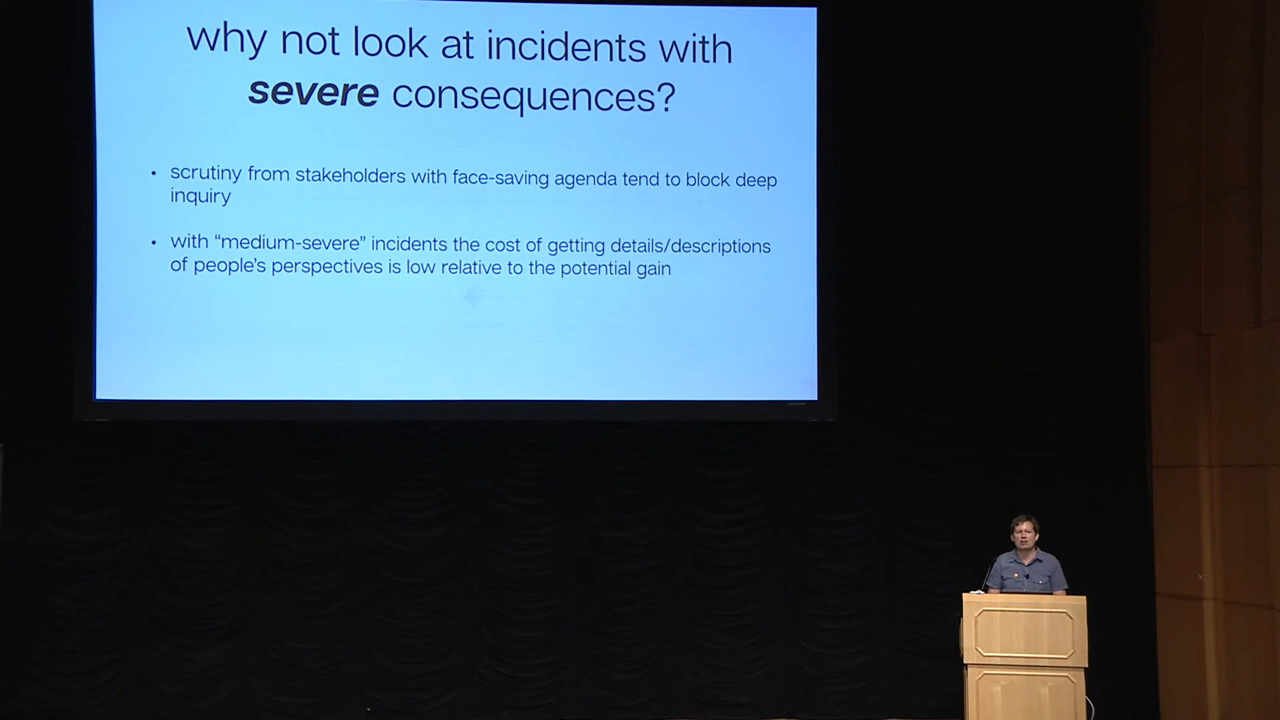 why not look at incidents with
severe consequences?
• scrutiny from stakeholders with face-saving agenda tend to block deep
inquiry
• with “medium-severe” incidents the cost of getting details/descriptions
of people’s perspectives is low relative to the potential gain